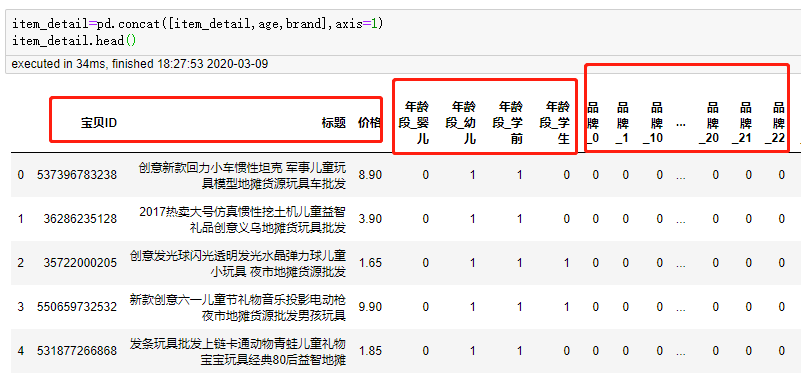 item_detail=pd.concat([item_detail,age,brand],axis=1)
item_detail.head()
executed in 34ms, finished 18:27:53 2020-03-09
宝贝ID 标题 价格 年龄段_婴儿 年龄段_幼儿 年龄段_学前 年龄段_学生 品牌_0 品牌_1 品牌_10 ... 品牌_20 品牌_21 品牌_22
0 537396783238 创意新款回力小车惯性坦克 军事儿童玩具模型地摊货源玩具车批发 8.90 0 1 1 0 0 0 0 ... 0 0 0
1 36286235128 2017热卖大号仿真惯性挖土机儿童益智礼品创意义乌地摊货玩具批发 3.90 0 1 1 0 0 0 0 ... 0 0 0
2 35722000205 创意发光球闪光透明发光水晶弹力球儿童小玩具 夜市地摊货源批发 1.65 0 1 1 1 0 0 0 ... 0 0 0
3 550659732532 新款创意六一儿童节礼物音乐投影电动枪夜市地摊货源批发男孩玩具 9.90 0 1 1 1 0 0 0 ... 0 0 0
4 531877266868 发条玩具批发上链卡通动物青蛙儿童礼物宝宝玩具经典80后益智地摊 1.85 0 1 1 0 0 0 0 ... 0 0 0